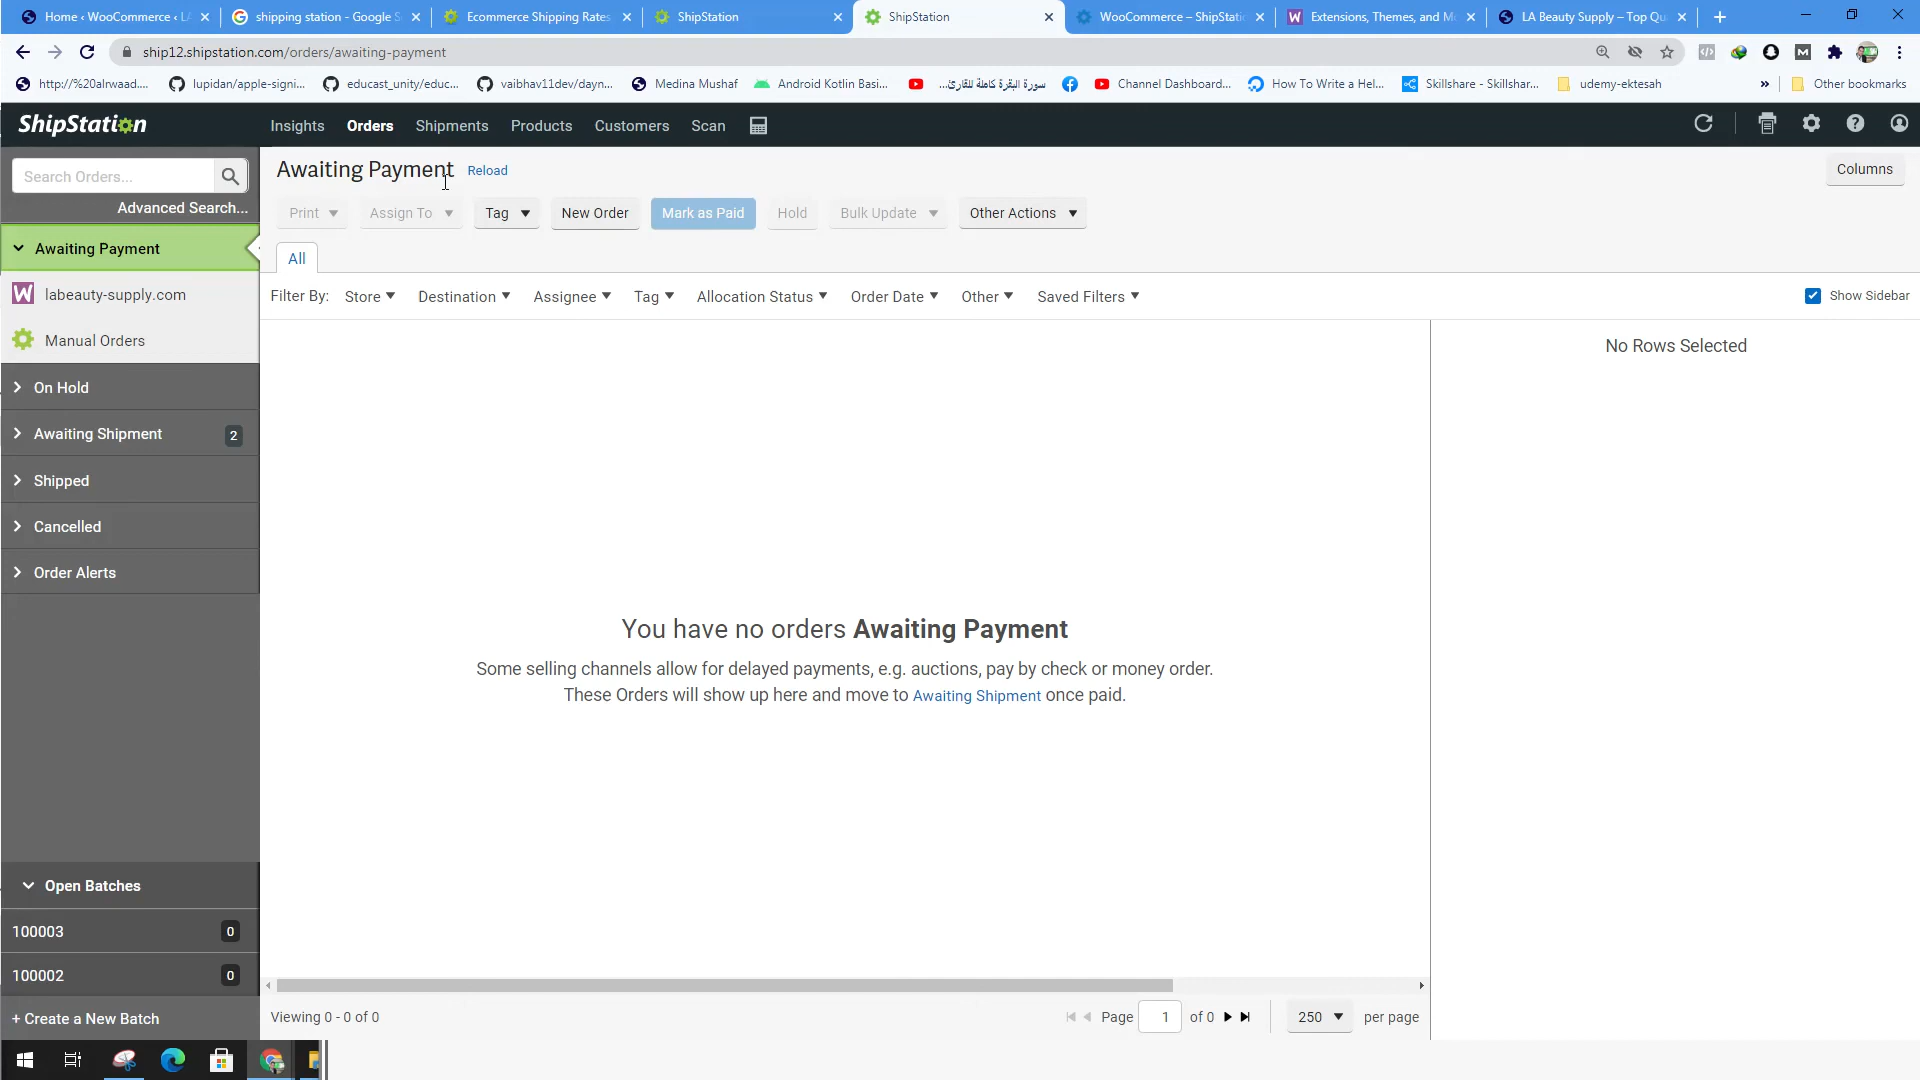 Home ‹ WooCommerce ‹ L
shipping station - Google S
Ecommerce Shipping Rates
ShipStation
ShipStation
WooCommerce – ShipStati
Extensions, Themes, and M
LA Beauty Supply – Top Qu
ship12.shipstation.com/orders/awaiting-payment
http://%20alrwaad....
lupidan/apple-signi...
educast_unity/educ...
vaibhav11dev/dayn...
Medina Mushaf
Android Kotlin Basi...
سورة البقرة كاملة للقارئ...
Channel Dashboard...
How To Write a Hel...
Skillshare - Skillshar...
udemy-ektesah
»
Other bookmarks
ShipStation
Insights
Orders
Shipments
Products
Customers
Scan
Search Orders...
Advanced Search...
Awaiting Payment
Reload
Columns
Print
Assign To
Tag
New Order
Mark as Paid
Hold
Bulk Update
Other Actions
All
Filter By:
Store
Destination
Assignee
Tag
Allocation Status
Order Date
Other
Saved Filters
Show Sidebar
Awaiting Payment
labeauty-supply.com
Manual Orders
On Hold
Awaiting Shipment 2
Shipped
Cancelled
Order Alerts
No Rows Selected
You have no orders Awaiting Payment
Some selling channels allow for delayed payments, e.g. auctions, pay by check or money order.
These Orders will show up here and move to Awaiting Shipment once paid.
Open Batches
100003 0
100002 0
+ Create a New Batch
Viewing 0 - 0 of 0
Page 1 of 0
250 per page